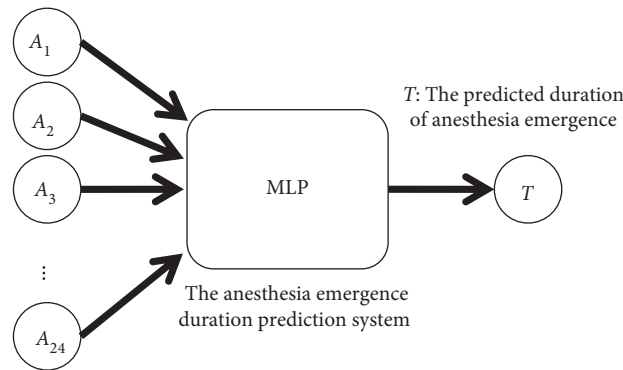 A1
A2
A3
⋮
A24
MLP
The anesthesia emergence
duration prediction system
T: The predicted duration
of anesthesia emergence
T